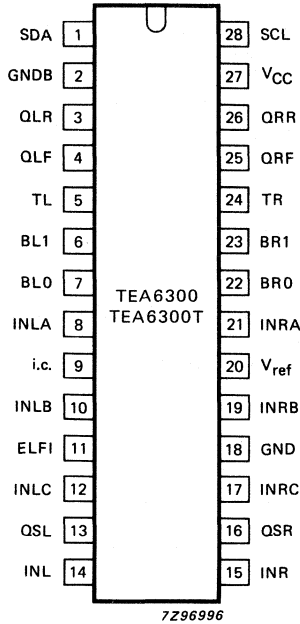 SDA 1 28 SCL
GNDB 2 27 VCC
QLR 3 26 QRR
QLF 4 25 QRF
TL 5 24 TR
BL1 6 23 BR1
BL0 7 22 BR0
TEA6300
TEA6300T
INLA 8 21 INRA
i.c. 9 20 Vref
INLB 10 19 INRB
ELFI 11 18 GND
INLC 12 17 INRC
QSL 13 16 QSR
INL 14 15 INR
7Z96996